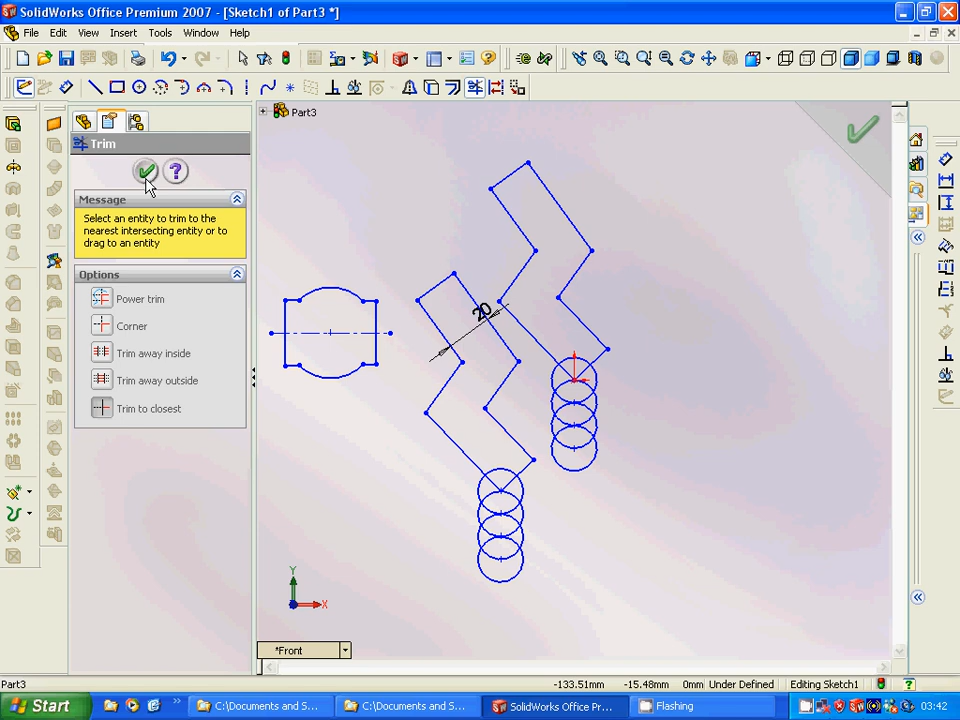 SolidWorks Office Premium 2007 - [Sketch1 of Part3 *]
File Edit View Insert Tools Window Help
Trim
?
Message
Select an entity to trim to the
nearest intersecting entity or to
drag to an entity
Options
Power trim
Corner
Trim away inside
Trim away outside
Trim to closest
Part3
20
Y
X
*Front
Part3
-133.51mm -15.48mm 0mm Under Defined Editing Sketch1
Start
C:\Documents and S...
C:\Documents and S...
SolidWorks Office Pr...
Flashing
03:42